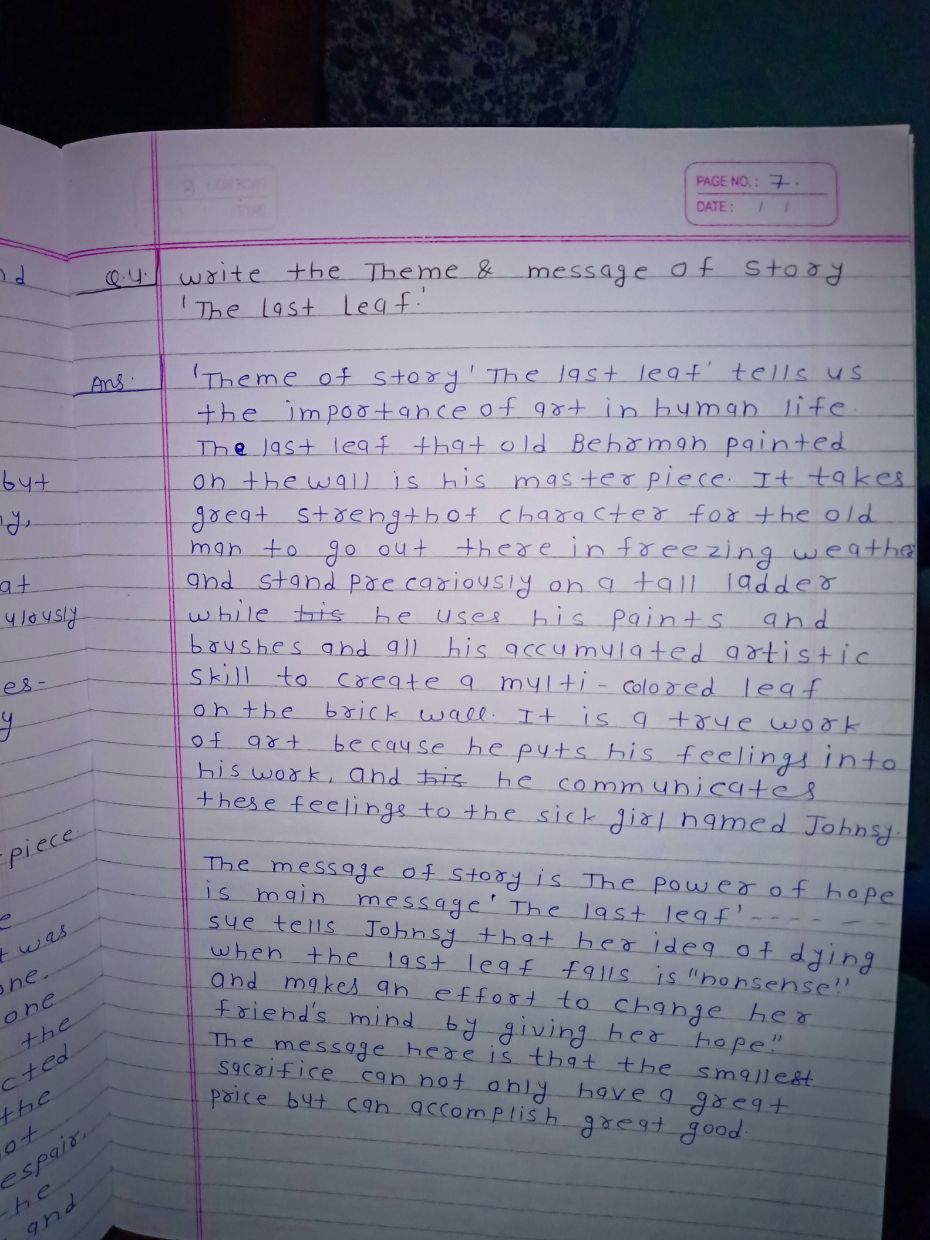 PAGE NO.: 7.
DATE: / /
Q.4. write the Theme & message of story
'The last leaf.'
Ans. 'Theme of story' The last leaf' tells us
the importance of art in human life.
The last leaf that old Behrman painted
on the wall is his masterpiece. It takes
great strength of character for the old
man to go out there in freezing weather
and stand precariously on a tall ladder
while his he uses his paints and
brushes and all his accumulated artistic
skill to create a multi-colored leaf
on the brick wall. It is a true work
of art because he puts his feelings into
his work, and his he communicates
these feelings to the sick girl named Johnsy.
The message of story is The power of hope
is main message' The last leaf' - - - - - -
sue tells Johnsy that her idea of dying
when the last leaf falls is "nonsense!"
and makes an effort to change her
friend's mind by giving her hope."
The message here is that the smallest
sacrifice can not only have a great
price but can accomplish great good.
but
at
ulously
es-
y
piece
t was
one.
one
the
cted
the
ot
espair.
he
and